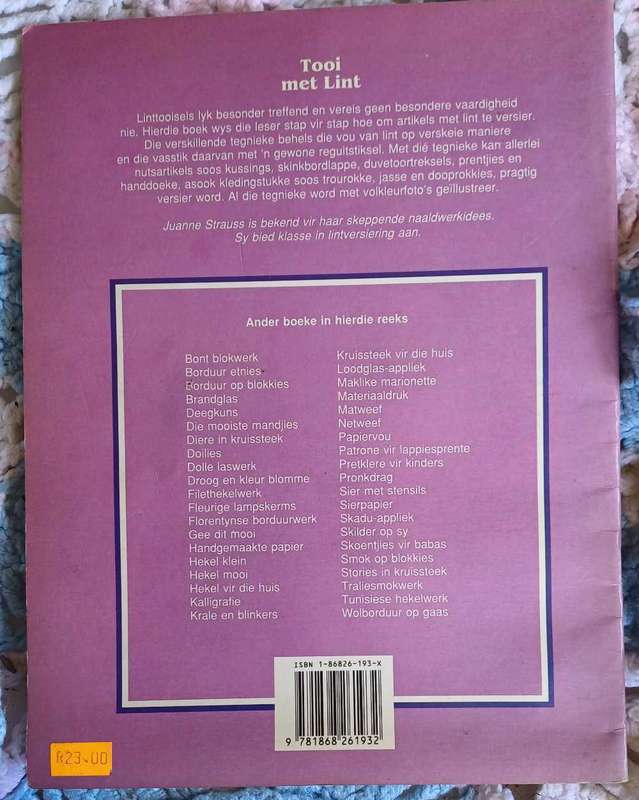 Tooi
met Lint
Linttooisels lyk besonder treffend en vereis geen besondere vaardigheid
nie. Hierdie boek wys die leser stap vir stap hoe om artikels met lint te versier.
Die verskillende tegnieke behels die vou van lint op verskeie maniere
en die vasstik daarvan met 'n gewone reguitstiksel. Met dié tegnieke kan allerlei
nutsartikels soos kussings, skinkbordlappe, duvetoortreksels, prentjies en
handdoeke, asook kledingstukke soos trourokke, jasse en dooprokkies, pragtig
versier word. Al die tegnieke word met volkleurfoto's geïllustreer.
Juanne Strauss is bekend vir haar skeppende naaldwerkidees.
Sy bied klasse in lintversiering aan.
Ander boeke in hierdie reeks
Bont blokwerk
Borduur etnies
Borduur op blokkies
Brandglas
Deegkuns
Die mooiste mandjies
Diere in kruissteek
Doilies
Dolle laswerk
Droog en kleur blomme
Filethekelwerk
Fleurige lampskerms
Florentynse borduurwerk
Gee dit mooi
Handgemaakte papier
Hekel klein
Hekel mooi
Hekel vir die huis
Kalligrafie
Krale en blinkers
Kruissteek vir die huis
Loodglas-appliek
Maklike marionette
Materiaaldruk
Matweef
Netweef
Papiervou
Patrone vir lappiesprente
Pretklere vir kinders
Pronkdrag
Sier met stensils
Sierpapier
Skadu-appliek
Skilder op sy
Skoentjies vir babas
Smok op blokkies
Stories in kruissteek
Traliesmokwerk
Tunisiese hekelwerk
Wolborduur op gaas
ISBN 1-86826-193-X
9 781868 261932
R23.00